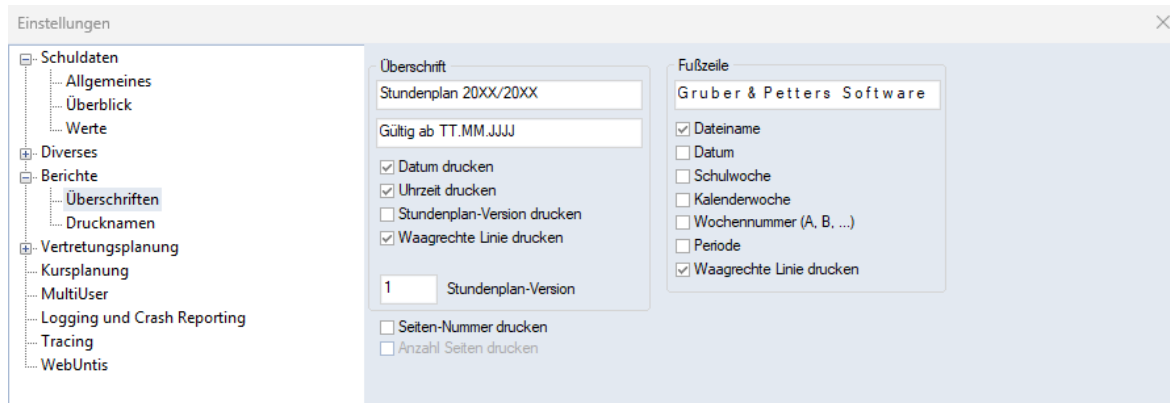 Einstellungen
Schuldaten
Allgemeines
Überblick
Werte
Diverses
Berichte
Überschriften
Drucknamen
Vertretungsplanung
Kursplanung
MultiUser
Logging und Crash Reporting
Tracing
WebUntis
Überschrift
Stundenplan 20XX/20XX
Gültig ab TT.MM.JJJJ
Datum drucken
Uhrzeit drucken
Stundenplan-Version drucken
Waagrechte Linie drucken
1 Stundenplan-Version
Seiten-Nummer drucken
Anzahl Seiten drucken
Fußzeile
Gruber & Petters Software
Dateiname
Datum
Schulwoche
Kalenderwoche
Wochennummer (A, B, ...)
Periode
Waagrechte Linie drucken